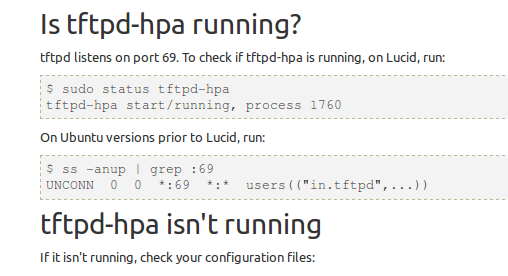 Is tftpd-hpa running?
tftpd listens on port 69. To check if tftpd-hpa is running, on Lucid, run:
$ sudo status tftpd-hpa
tftpd-hpa start/running, process 1760
On Ubuntu versions prior to Lucid, run:
$ ss -anup | grep :69
UNCONN  0  0  *:69  *:*  users(("in.tftpd",...))
tftpd-hpa isn't running
If it isn't running, check your configuration files: